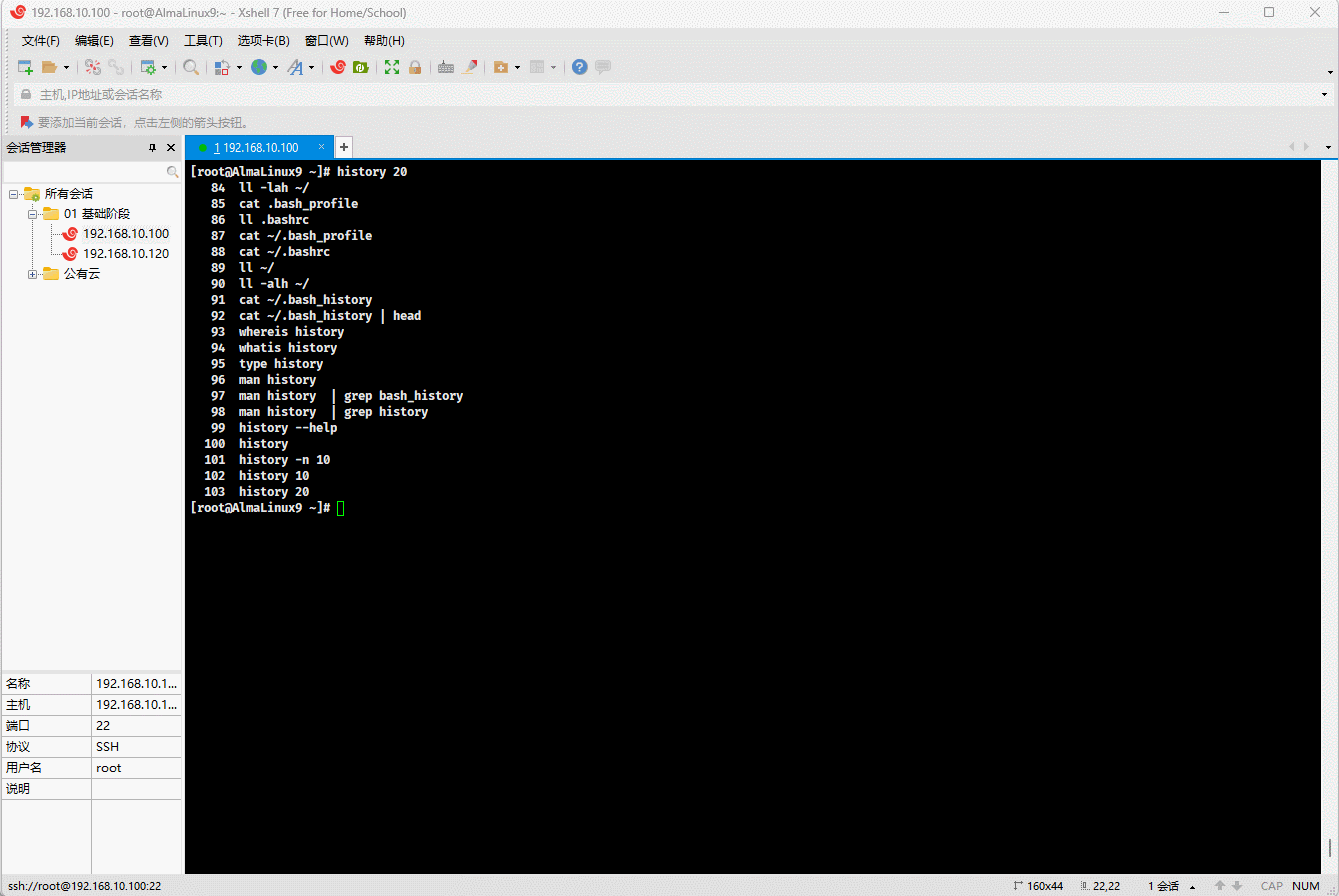 192.168.10.100 - root@AlmaLinux9:~ - Xshell 7 (Free for Home/School)
文件(F) 编辑(E) 查看(V) 工具(T) 选项卡(B) 窗口(W) 帮助(H)
主机,IP地址或会话名称
要添加当前会话，点击左侧的箭头按钮。
会话管理器
1 192.168.10.100
所有会话
01 基础阶段
192.168.10.100
192.168.10.120
公有云
[root@AlmaLinux9 ~]# history 20
84 ll -lah ~/
85 cat .bash_profile
86 ll .bashrc
87 cat ~/.bash_profile
88 cat ~/.bashrc
89 ll ~/
90 ll -alh ~/
91 cat ~/.bash_history
92 cat ~/.bash_history | head
93 whereis history
94 whatis history
95 type history
96 man history
97 man history  | grep bash_history
98 man history  | grep history
99 history --help
100 history
101 history -n 10
102 history 10
103 history 20
[root@AlmaLinux9 ~]#
名称 192.168.10.1...
主机 192.168.10.1...
端口 22
协议 SSH
用户名 root
说明
ssh://root@192.168.10.100:22 160x44 22,22 1 会话 CAP NUM